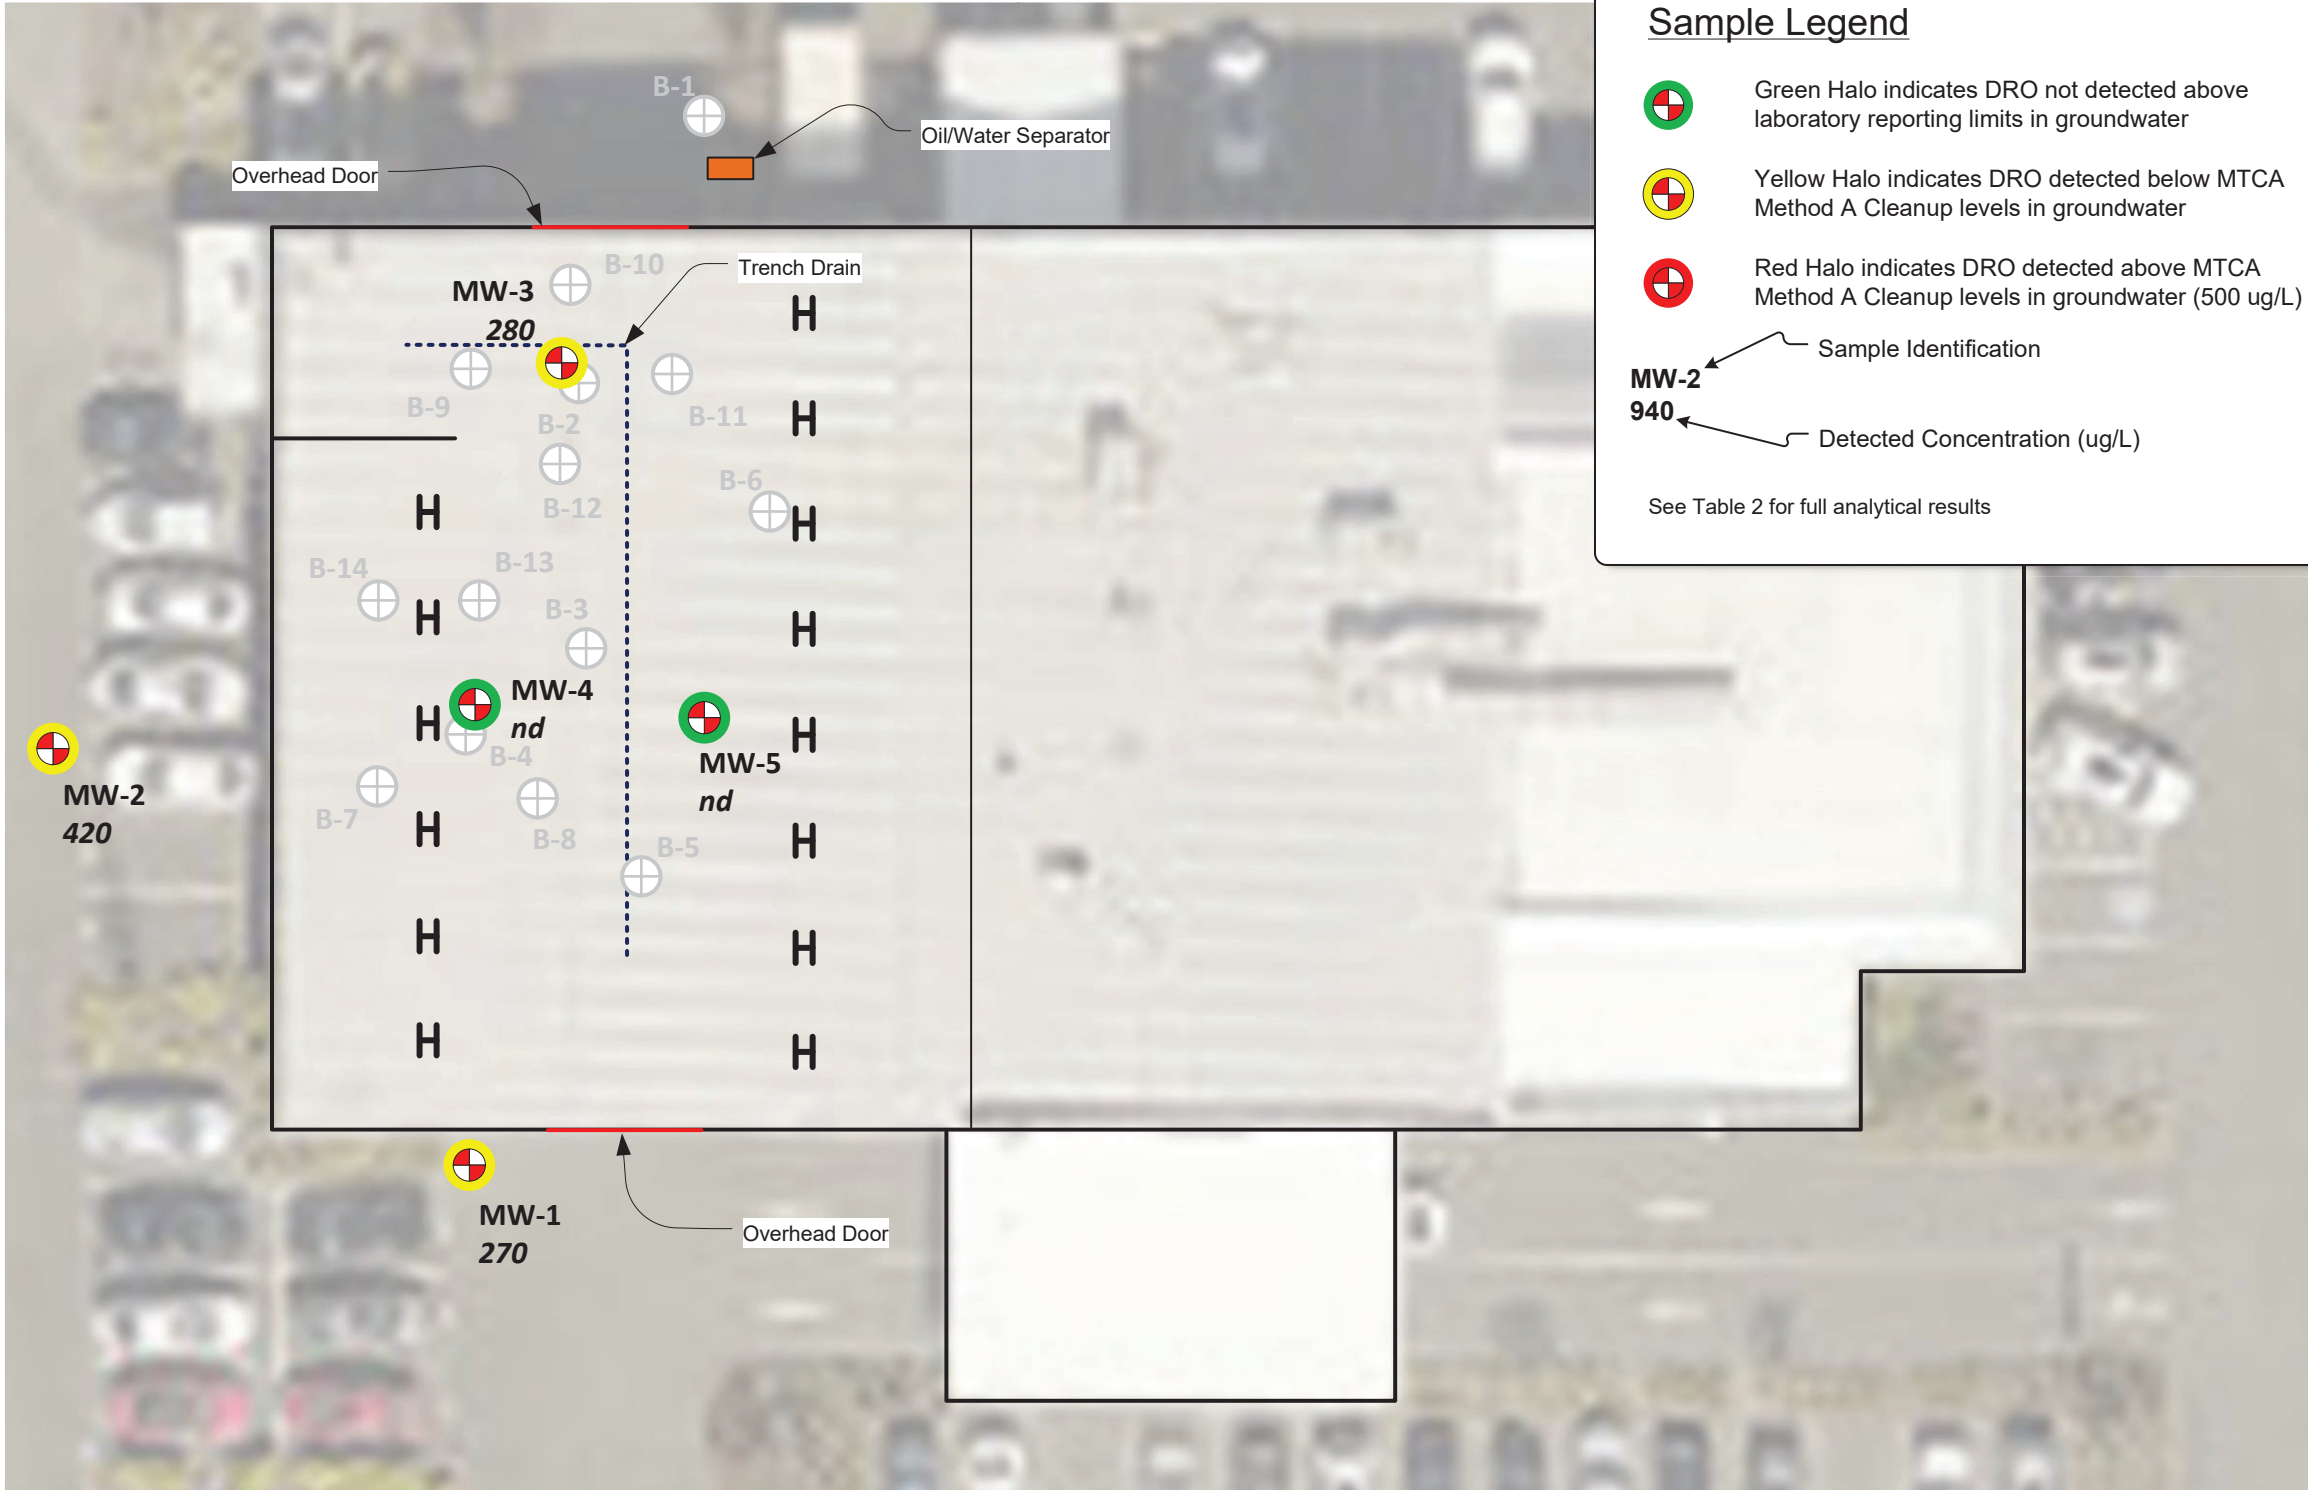 Sample Legend
Green Halo indicates DRO not detected above
laboratory reporting limits in groundwater
Yellow Halo indicates DRO detected below MTCA
Method A Cleanup levels in groundwater
Red Halo indicates DRO detected above MTCA
Method A Cleanup levels in groundwater (500 ug/L)
Sample Identification
MW-2
940
Detected Concentration (ug/L)
See Table 2 for full analytical results
B-1
Oil/Water Separator
Overhead Door
B-10
Trench Drain
MW-3
280
B-9
B-2
B-11
B-12
B-6
H
H
H
H
H
H
H
H
H
H
H
H
H
H
B-14
B-13
B-3
MW-4
nd
B-4
MW-5
nd
MW-2
420
B-7
B-8
B-5
MW-1
270
Overhead Door